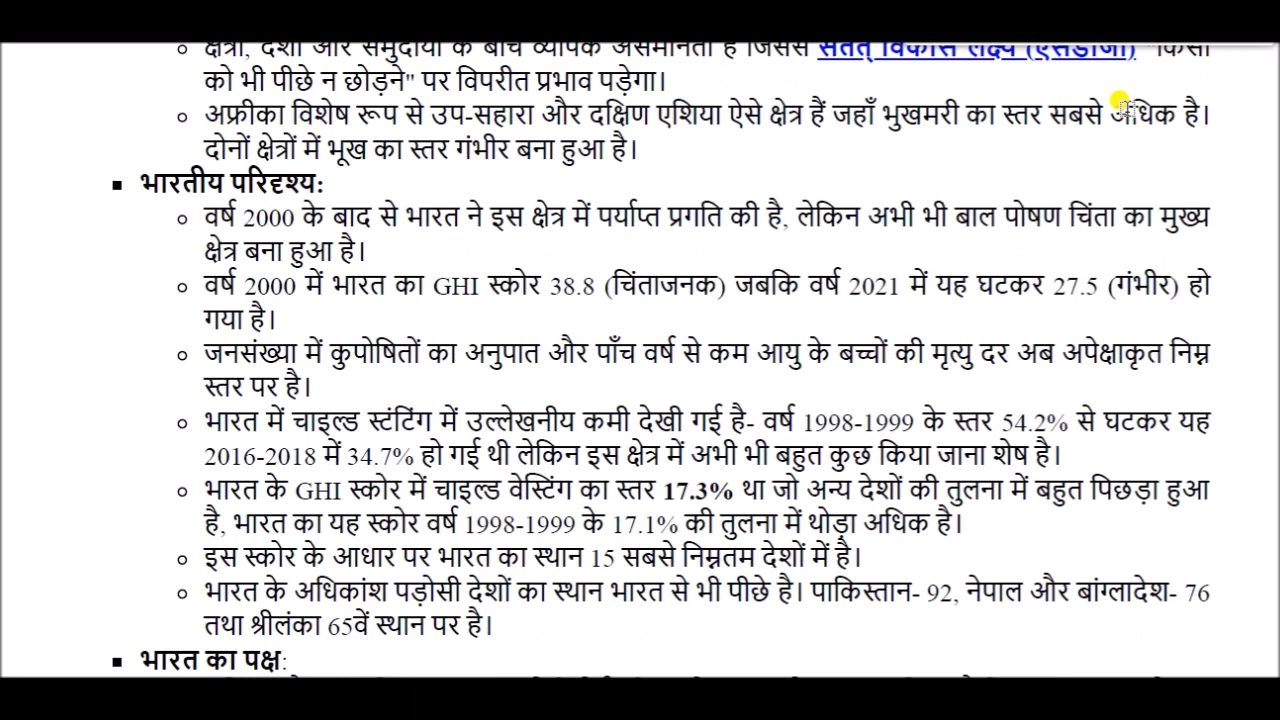 क्षेत्रों, देशों और समुदायों के बीच व्यापक असमानता है जिससे सतत् विकास लक्ष्य (एसडीजी) "किसी
को भी पीछे न छोड़ने" पर विपरीत प्रभाव पड़ेगा।
अफ्रीका विशेष रूप से उप-सहारा और दक्षिण एशिया ऐसे क्षेत्र हैं जहाँ भुखमरी का स्तर सबसे अधिक है।
दोनों क्षेत्रों में भूख का स्तर गंभीर बना हुआ है।
भारतीय परिदृश्य:
वर्ष 2000 के बाद से भारत ने इस क्षेत्र में पर्याप्त प्रगति की है, लेकिन अभी भी बाल पोषण चिंता का मुख्य
क्षेत्र बना हुआ है।
वर्ष 2000 में भारत का GHI स्कोर 38.8 (चिंताजनक) जबकि वर्ष 2021 में यह घटकर 27.5 (गंभीर) हो
गया है।
जनसंख्या में कुपोषितों का अनुपात और पाँच वर्ष से कम आयु के बच्चों की मृत्यु दर अब अपेक्षाकृत निम्न
स्तर पर है।
भारत में चाइल्ड स्टंटिंग में उल्लेखनीय कमी देखी गई है- वर्ष 1998-1999 के स्तर 54.2% से घटकर यह
2016-2018 में 34.7% हो गई थी लेकिन इस क्षेत्र में अभी भी बहुत कुछ किया जाना शेष है।
भारत के GHI स्कोर में चाइल्ड वेस्टिंग का स्तर 17.3% था जो अन्य देशों की तुलना में बहुत पिछड़ा हुआ
है, भारत का यह स्कोर वर्ष 1998-1999 के 17.1% की तुलना में थोड़ा अधिक है।
इस स्कोर के आधार पर भारत का स्थान 15 सबसे निम्नतम देशों में है।
भारत के अधिकांश पड़ोसी देशों का स्थान भारत से भी पीछे है। पाकिस्तान- 92, नेपाल और बांग्लादेश- 76
तथा श्रीलंका 65वें स्थान पर है।
भारत का पक्ष: